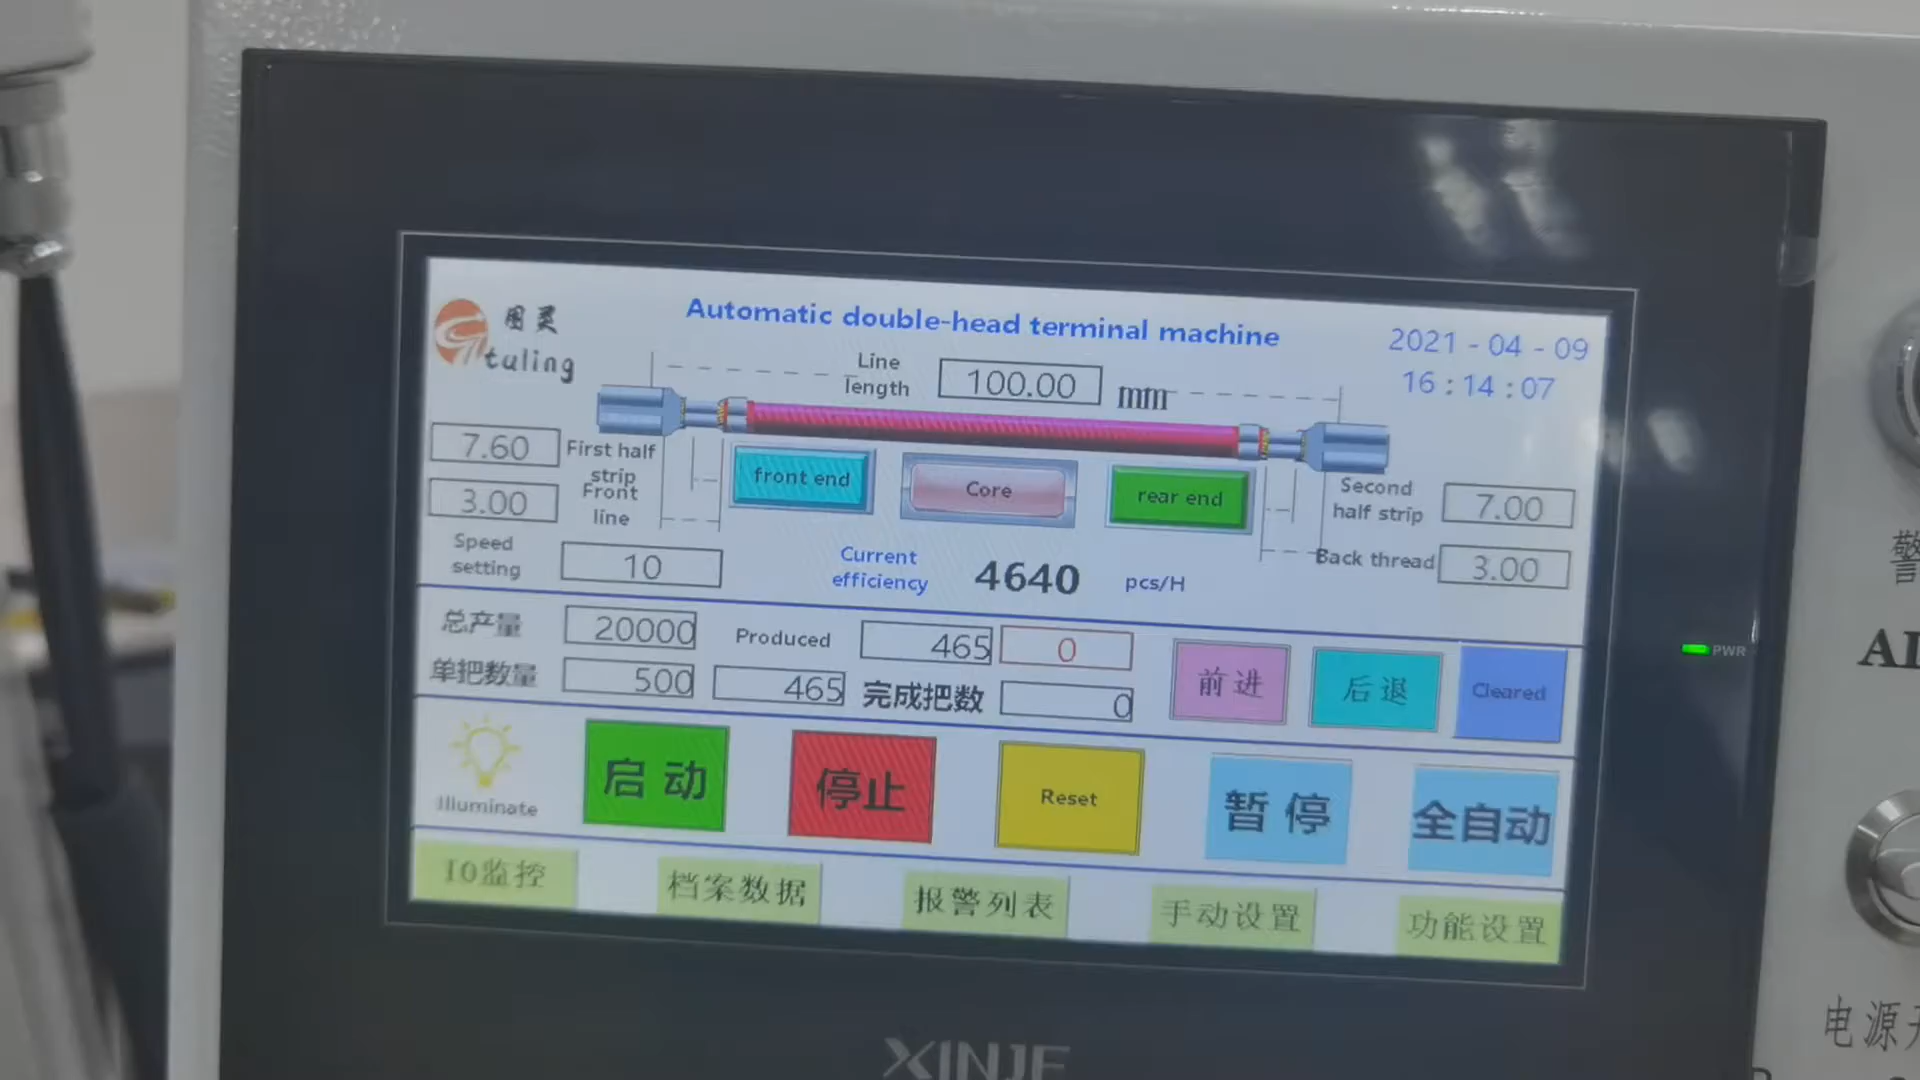 图灵
tuling
Automatic double-head terminal machine
2021-04-09
16:14:07
Line
length
100.00
mm
7.60
First half
strip
3.00
Front
line
front end
Core
rear end
Second
half strip
7.00
Back thread
3.00
Speed
setting
10
Current
efficiency
4640
pcs/H
总产量
20000
Produced
465
0
单把数量
500
465
完成把数
0
前进
后退
Cleared
Illuminate
启动
停止
Reset
暂停
全自动
IO监控
档案数据
报警列表
手动设置
功能设置
XINJE
PWR
警
电源